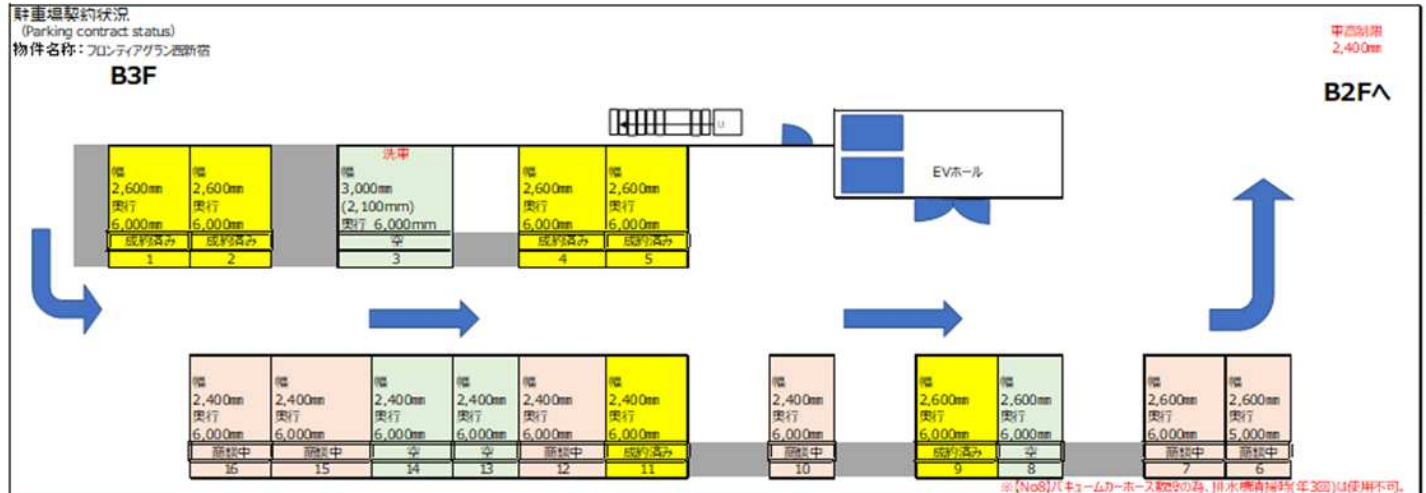 駐車場契約状況
(Parking contract status)
物件名称：フロンティアグラン西新宿
B3F
車高制限
2,400mm
B2Fへ
幅
2,600mm
奥行
6,000mm
成約済み
1
幅
2,600mm
奥行
6,000mm
成約済み
2
洗車
幅
3,000mm
(2,100mm)
奥行 6,000mm
空
3
幅
2,600mm
奥行
6,000mm
成約済み
4
幅
2,600mm
奥行
6,000mm
成約済み
5
EVホール
幅
2,400mm
奥行
6,000mm
商談中
16
幅
2,400mm
奥行
6,000mm
商談中
15
幅
2,400mm
奥行
6,000mm
空
14
幅
2,400mm
奥行
6,000mm
空
13
幅
2,400mm
奥行
6,000mm
商談中
12
幅
2,400mm
奥行
6,000mm
成約済み
11
幅
2,400mm
奥行
6,000mm
商談中
10
幅
2,600mm
奥行
6,000mm
成約済み
9
幅
2,600mm
奥行
6,000mm
空
8
幅
2,600mm
奥行
6,000mm
商談中
7
幅
2,600mm
奥行
5,000mm
商談中
6
※【No8】バキュームカーホース敷設の為、排水槽清掃時(年3回)は使用不可。